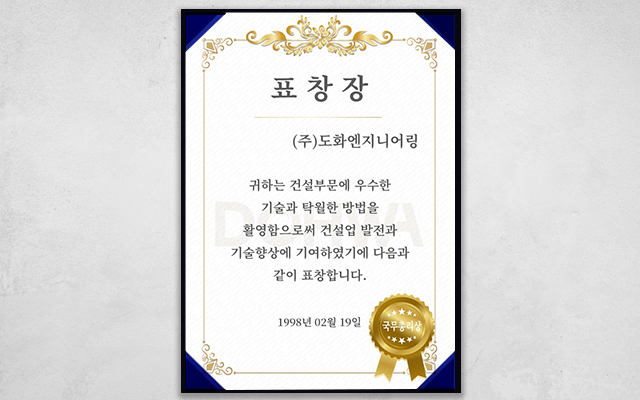 표창장
(주)도화엔지니어링
귀하는 건설부문에 우수한
기술과 탁월한 방법을
활영함으로써 건설업 발전과
기술향상에 기여하였기에 다음과
같이 표창합니다.
DOHWA
1998년 02월 19일
국무총리상